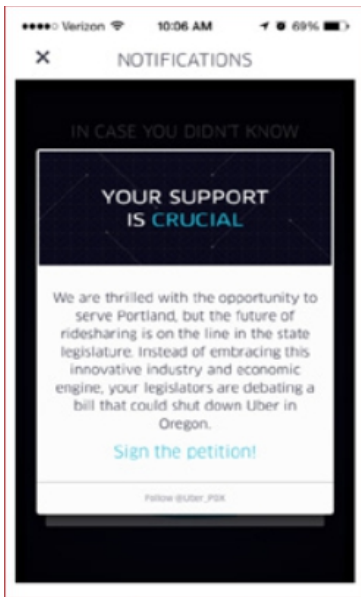 Verizon 10:06 AM 69%
× NOTIFICATIONS
IN CASE YOU DIDN'T KNOW
YOUR SUPPORT
IS CRUCIAL
We are thrilled with the opportunity to
serve Portland, but the future of
ridesharing is on the line in the state
legislature. Instead of embracing this
innovative industry and economic
engine, your legislators are debating a
bill that could shut down Uber in
Oregon.
Sign the petition!
Follow @Uber_PDX